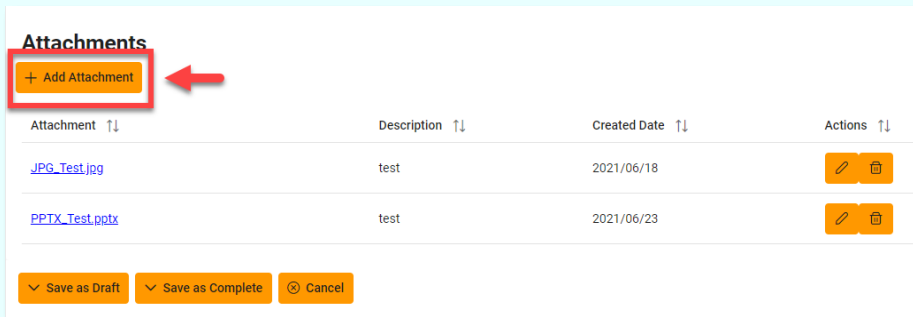 Attachments
+ Add Attachment
Attachment Description Created Date Actions
JPG_Test.jpg test 2021/06/18
PPTX_Test.pptx test 2021/06/23
Save as Draft Save as Complete Cancel